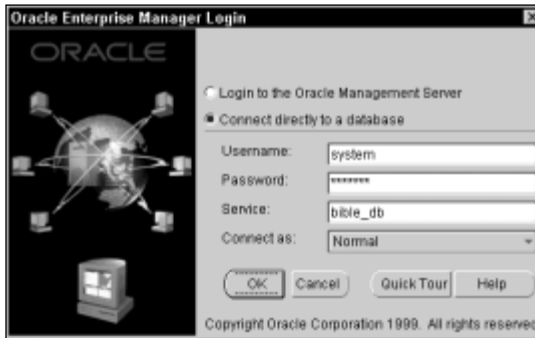 Oracle Enterprise Manager Login
ORACLE
Login to the Oracle Management Server
Connect directly to a database
Username: system
Password: *******
Service: bible_db
Connect as: Normal
OK Cancel Quick Tour Help
Copyright Oracle Corporation 1999. All rights reserved